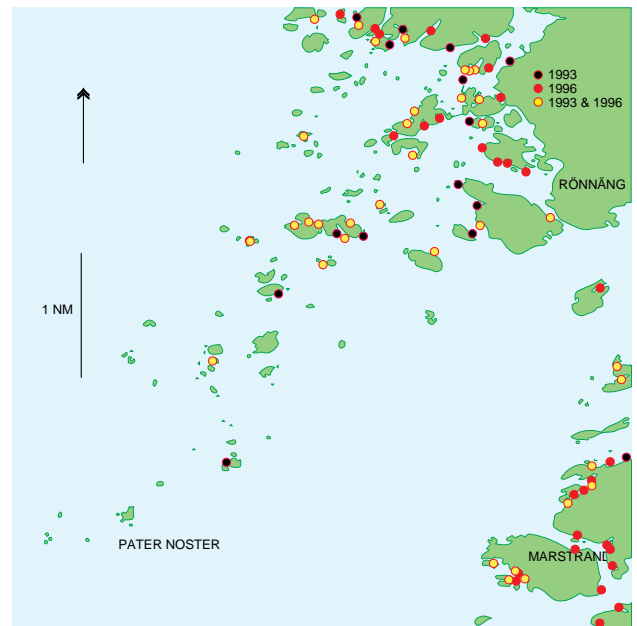 1993
1996
1993 & 1996
RÖNNÄNG
1 NM
PATER NOSTER
MARSTRAND